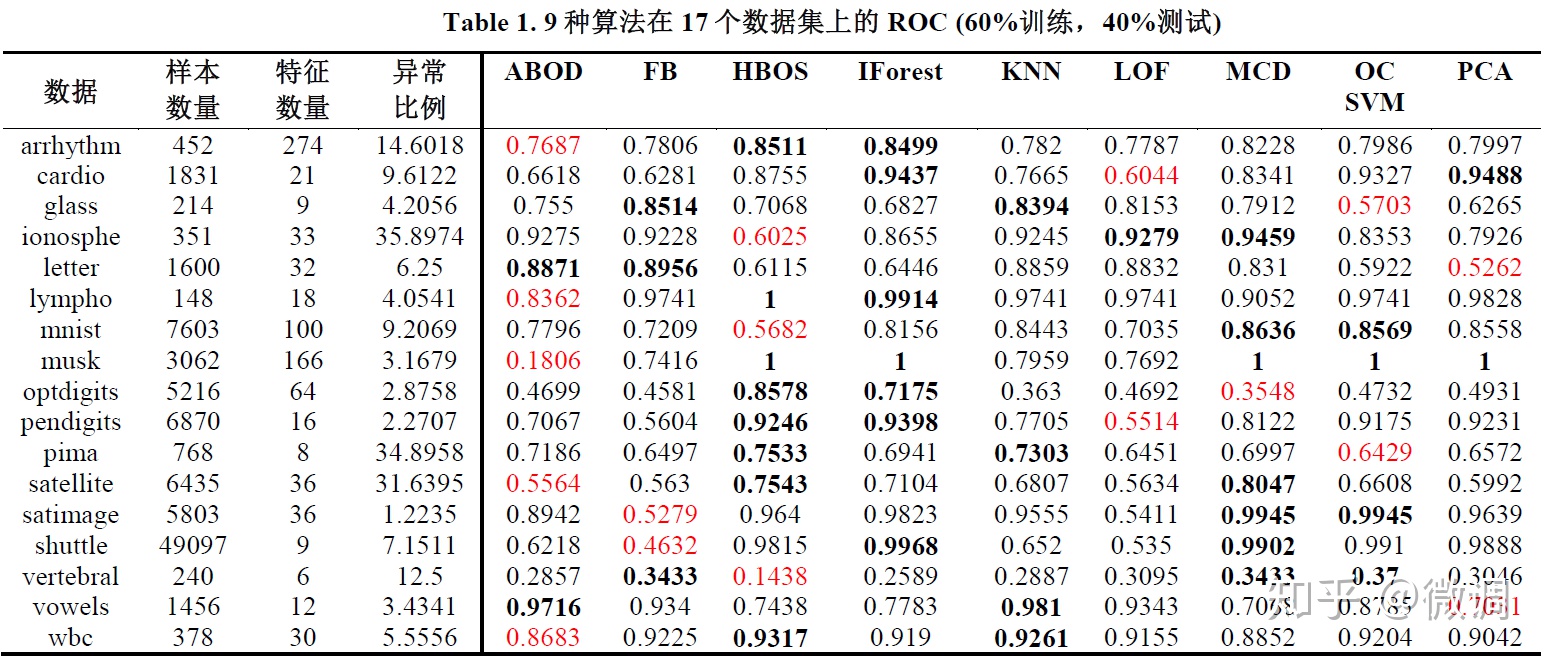 Table 1. 9 种算法在 17 个数据集上的 ROC (60%训练，40%测试)
数据 样本数量 特征数量 异常比例 ABOD FB HBOS IForest KNN LOF MCD OC SVM PCA
arrhythm 452 274 14.6018 0.7687 0.7806 0.8511 0.8499 0.782 0.7787 0.8228 0.7986 0.7997
cardio 1831 21 9.6122 0.6618 0.6281 0.8755 0.9437 0.7665 0.6044 0.8341 0.9327 0.9488
glass 214 9 4.2056 0.755 0.8514 0.7068 0.6827 0.8394 0.8153 0.7912 0.5703 0.6265
ionosphe 351 33 35.8974 0.9275 0.9228 0.6025 0.8655 0.9245 0.9279 0.9459 0.8353 0.7926
letter 1600 32 6.25 0.8871 0.8956 0.6115 0.6446 0.8859 0.8832 0.831 0.5922 0.5262
lympho 148 18 4.0541 0.8362 0.9741 1 0.9914 0.9741 0.9741 0.9052 0.9741 0.9828
mnist 7603 100 9.2069 0.7796 0.7209 0.5682 0.8156 0.8443 0.7035 0.8636 0.8569 0.8558
musk 3062 166 3.1679 0.1806 0.7416 1 1 0.7959 0.7692 1 1 1
optdigits 5216 64 2.8758 0.4699 0.4581 0.8578 0.7175 0.363 0.4692 0.3548 0.4732 0.4931
pendigits 6870 16 2.2707 0.7067 0.5604 0.9246 0.9398 0.7705 0.5514 0.8122 0.9175 0.9231
pima 768 8 34.8958 0.7186 0.6497 0.7533 0.6941 0.7303 0.6451 0.6997 0.6429 0.6572
satellite 6435 36 31.6395 0.5564 0.563 0.7543 0.7104 0.6807 0.5634 0.8047 0.6608 0.5992
satimage 5803 36 1.2235 0.8942 0.5279 0.964 0.9823 0.9555 0.5411 0.9945 0.9945 0.9639
shuttle 49097 9 7.1511 0.6218 0.4632 0.9815 0.9968 0.652 0.535 0.9902 0.991 0.9888
vertebral 240 6 12.5 0.2857 0.3433 0.1438 0.2589 0.2887 0.3095 0.3433 0.37 0.3046
vowels 1456 12 3.4341 0.9716 0.934 0.7438 0.7783 0.981 0.9343
wbc 378 30 5.5556 0.8683 0.9225 0.9317 0.919 0.9261 0.9155 0.8852 0.9204 0.9042
知乎 @微调